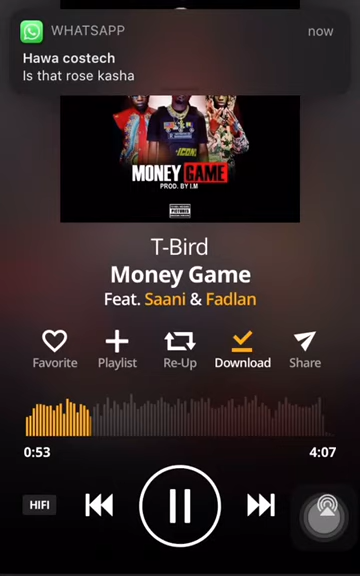 WHATSAPP
now
Hawa costech
Is that rose kasha
ICON
MONEY GAME
PROD. BY I.M
T-Bird
Money Game
Feat. Saani & Fadlan
Favorite
Playlist
Re-Up
Download
Share
0:53
4:07
HIFI